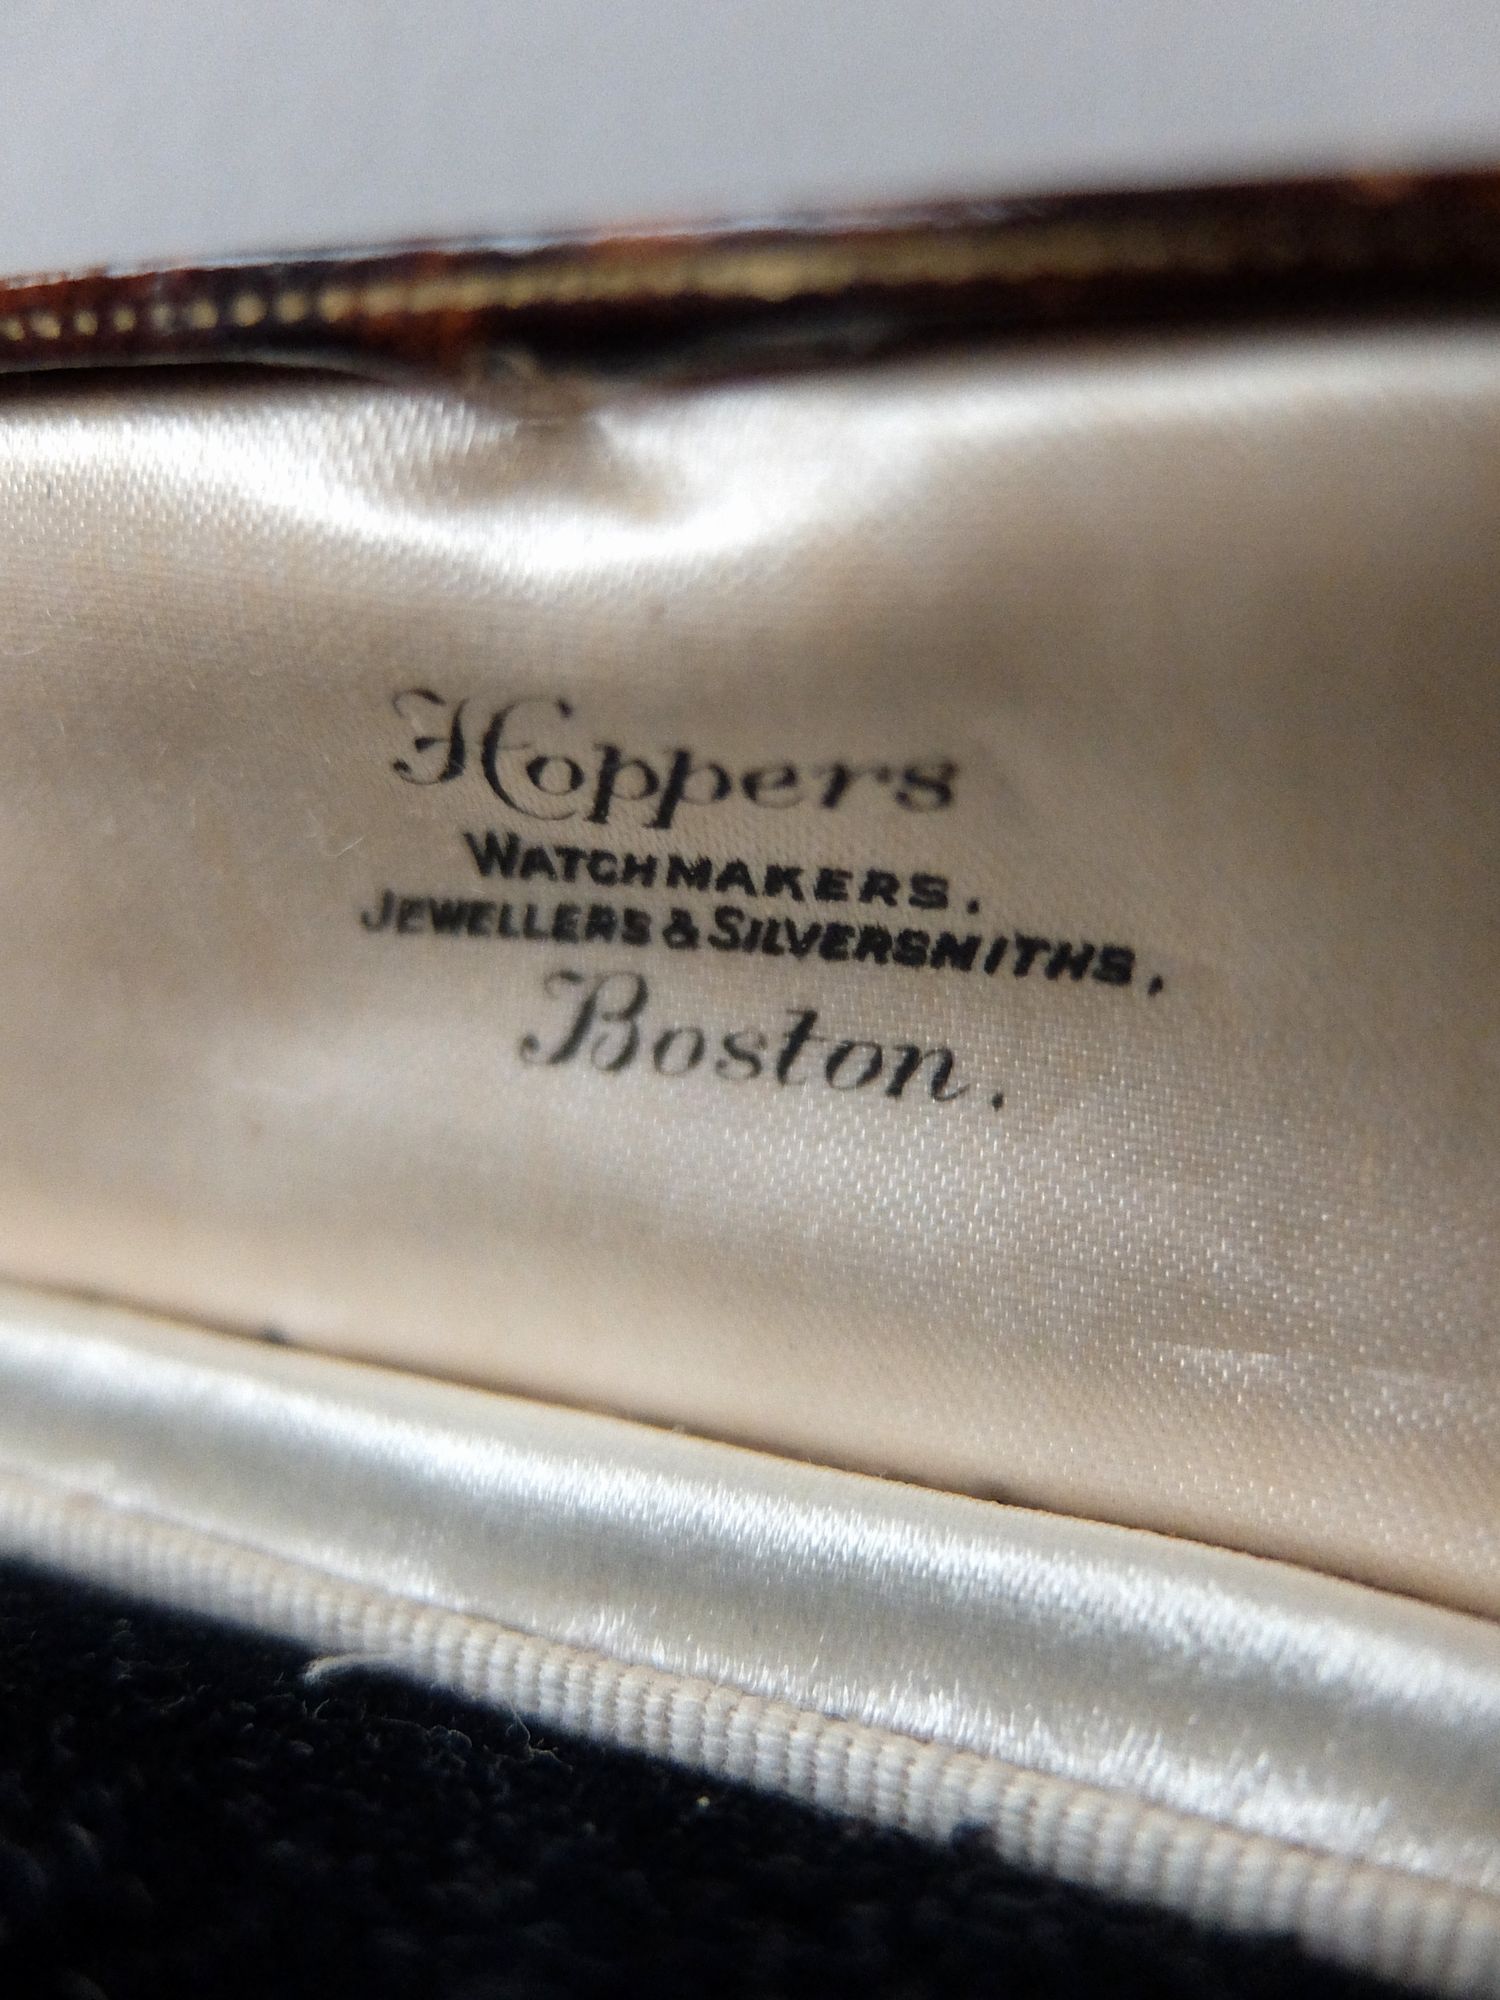 Hoppers
WATCHMAKERS.
JEWELLERS & SILVERSMITHS,
Boston.